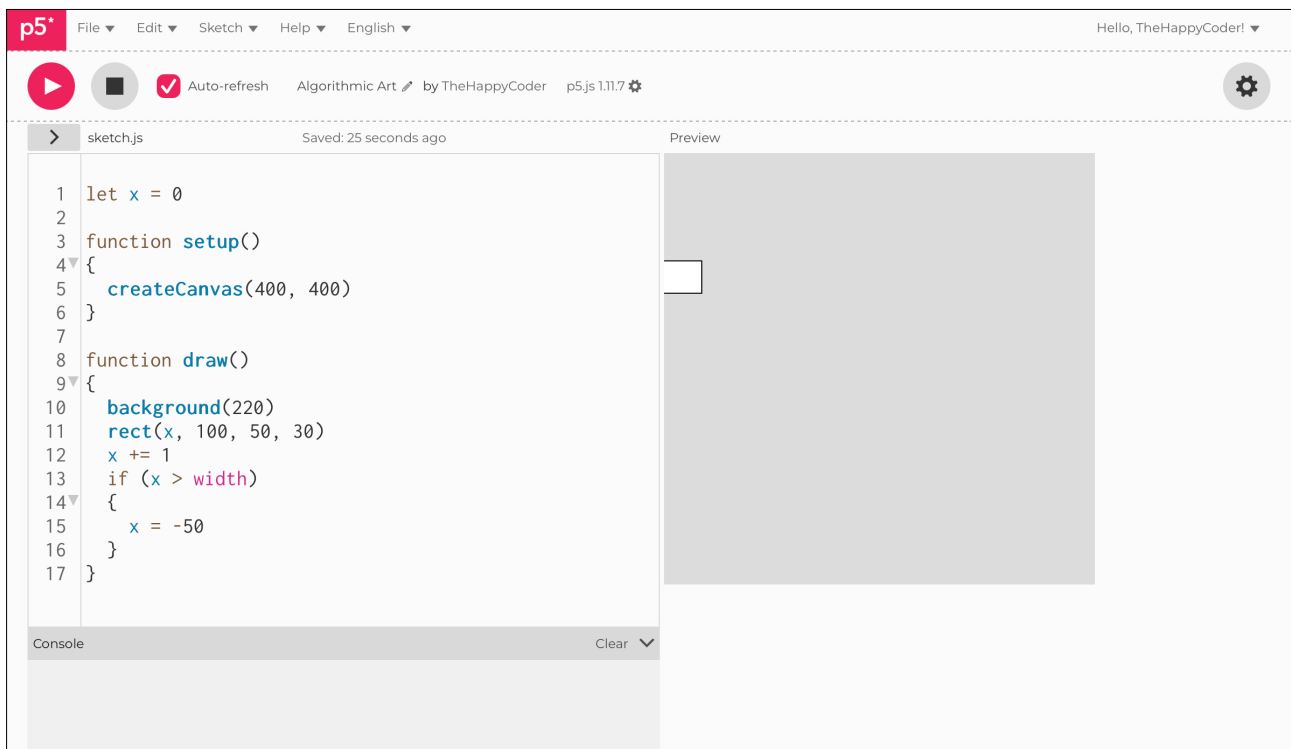 p5* File Edit Sketch Help English Hello, TheHappyCoder!
Auto-refresh Algorithmic Art by TheHappyCoder p5.js 1.11.7
sketch.js Saved: 25 seconds ago Preview
1 let x = 0
2
3 function setup()
4 {
5 createCanvas(400, 400)
6 }
7
8 function draw()
9 {
10 background(220)
11 rect(x, 100, 50, 30)
12 x += 1
13 if (x > width)
14 {
15 x = -50
16 }
17 }
Console Clear